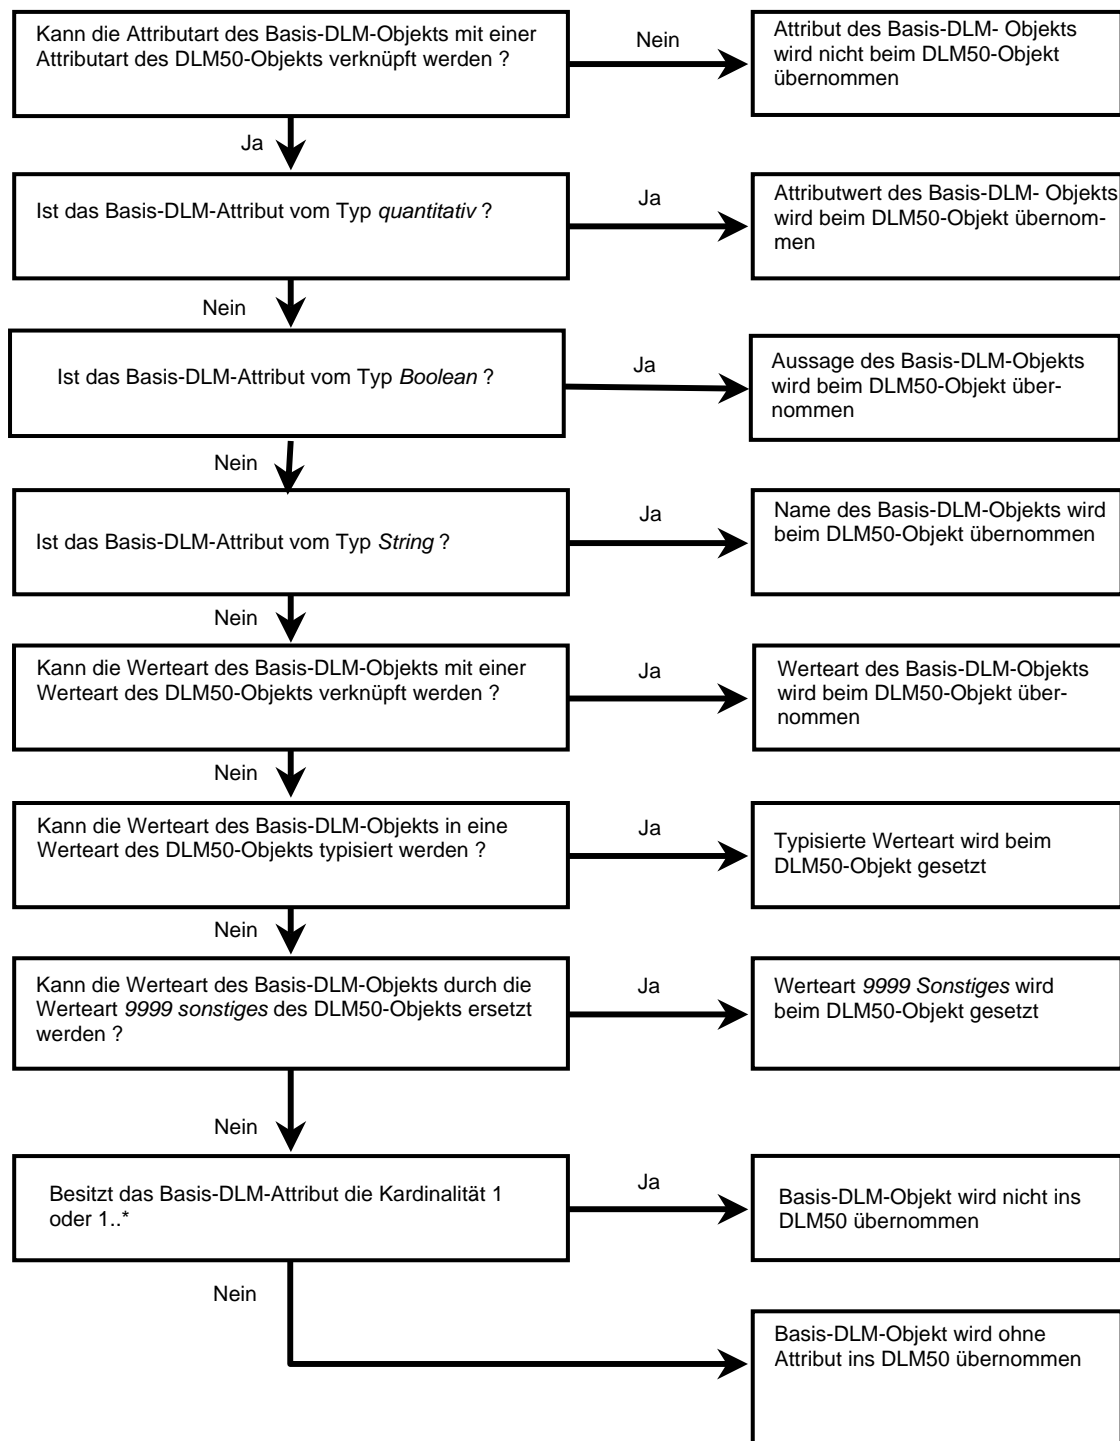 Kann die Attributart des Basis-DLM-Objekts mit einer
Attributart des DLM50-Objekts verknüpft werden ?
Nein
Attribut des Basis-DLM- Objekts
wird nicht beim DLM50-Objekt
übernommen
Ja
Ist das Basis-DLM-Attribut vom Typ quantitativ ?
Ja
Attributwert des Basis-DLM- Objekts
wird beim DLM50-Objekt übernom-
men
Nein
Ist das Basis-DLM-Attribut vom Typ Boolean ?
Ja
Aussage des Basis-DLM-Objekts
wird beim DLM50-Objekt über-
nommen
Nein
Ist das Basis-DLM-Attribut vom Typ String ?
Ja
Name des Basis-DLM-Objekts wird
beim DLM50-Objekt übernommen
Nein
Kann die Werteart des Basis-DLM-Objekts mit einer
Werteart des DLM50-Objekts verknüpft werden ?
Ja
Werteart des Basis-DLM-Objekts
wird beim DLM50-Objekt über-
nommen
Nein
Kann die Werteart des Basis-DLM-Objekts in eine
Werteart des DLM50-Objekts typisiert werden ?
Ja
Typisierte Werteart wird beim
DLM50-Objekt gesetzt
Nein
Kann die Werteart des Basis-DLM-Objekts durch die
Werteart 9999 sonstiges des DLM50-Objekts ersetzt
werden ?
Ja
Werteart 9999 Sonstiges wird
beim DLM50-Objekt gesetzt
Nein
Besitzt das Basis-DLM-Attribut die Kardinalität 1
oder 1..*
Ja
Basis-DLM-Objekt wird nicht ins
DLM50 übernommen
Nein
Basis-DLM-Objekt wird ohne
Attribut ins DLM50 übernommen